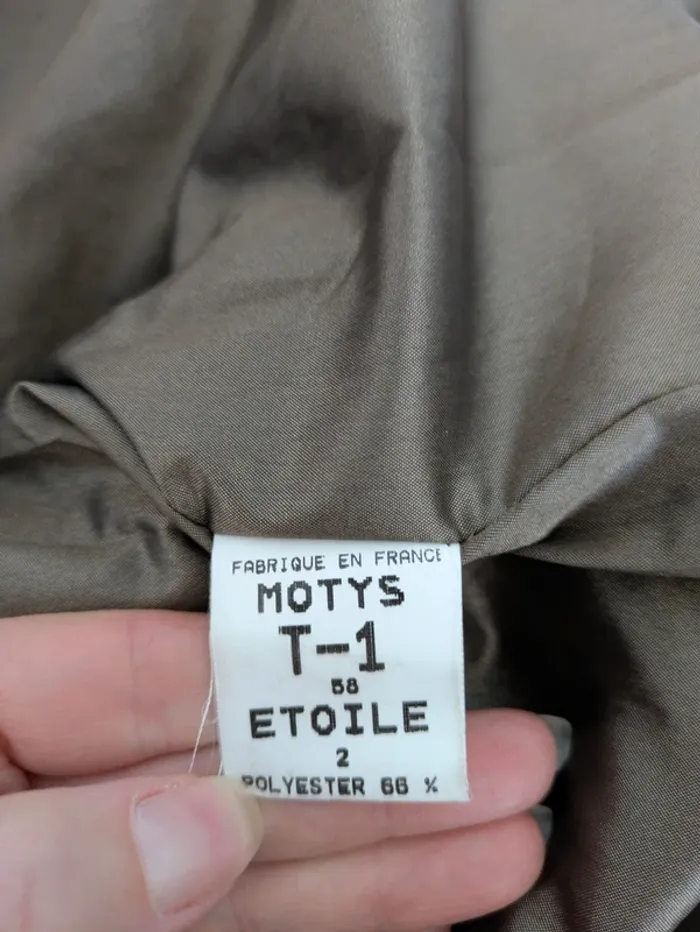 FABRIQUE EN FRANCE
MOTYS
T-1
58
ETOILE
2
POLYESTER 66 %